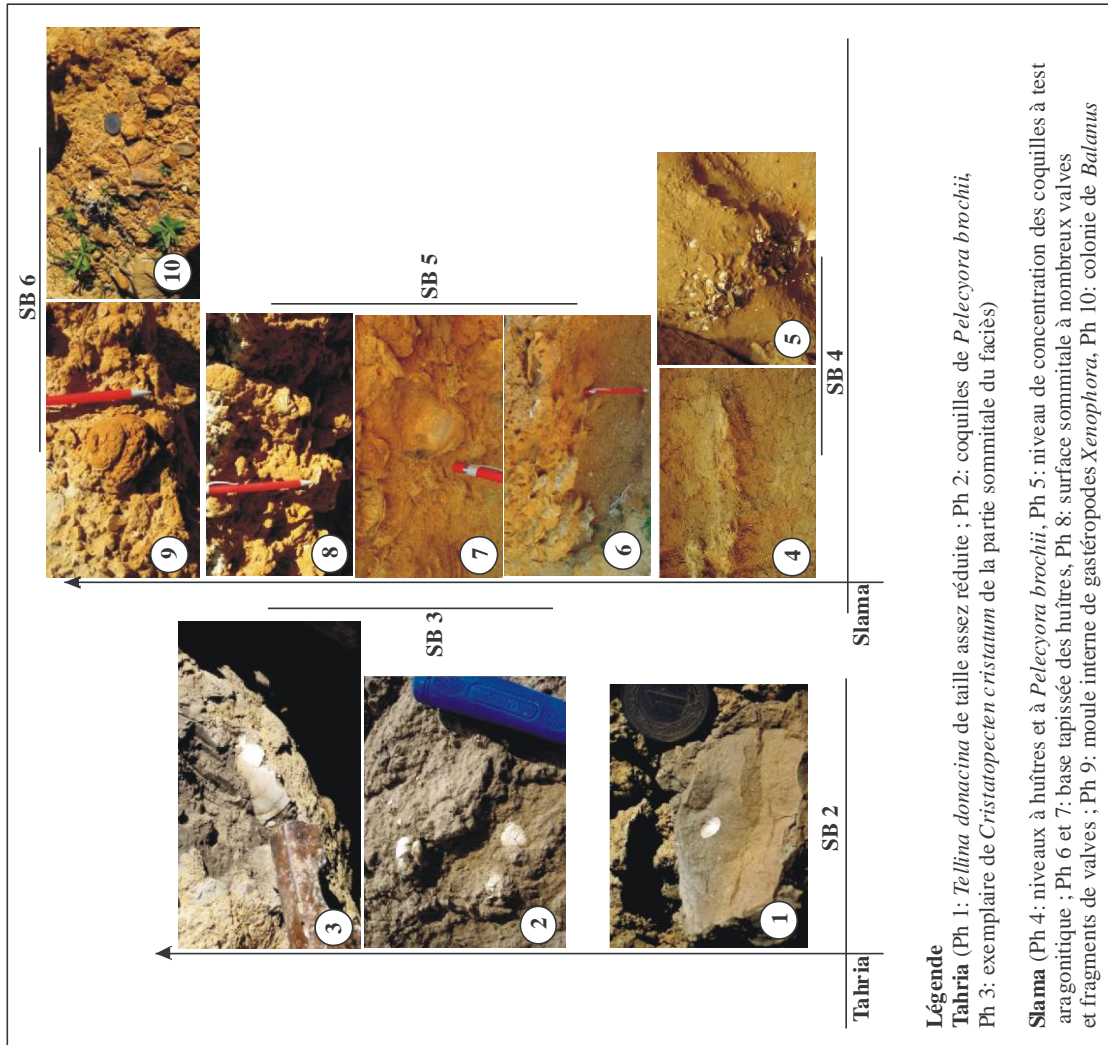 SB 6
10
9
8
SB 5
7
6
5
4
SB 4
Slama
3
SB 3
2
1
SB 2
Tahria
Légende
Tahria (Ph 1: Tellina donacina de taille assez réduite ; Ph 2: coquilles de Pelecyora brochii,
Ph 3: exemplaire de Cristatopecten cristatum de la partie sommitale du faciès)
Slama (Ph 4: niveaux à huîtres et à Pelecyora brochii, Ph 5: niveau de concentration des coquilles à test
aragonitique ; Ph 6 et 7: base tapissée des huîtres, Ph 8: surface sommitale à nombreux valves
et fragments de valves ; Ph 9: moule interne de gastéropodes Xenophora, Ph 10: colonie de Balanus